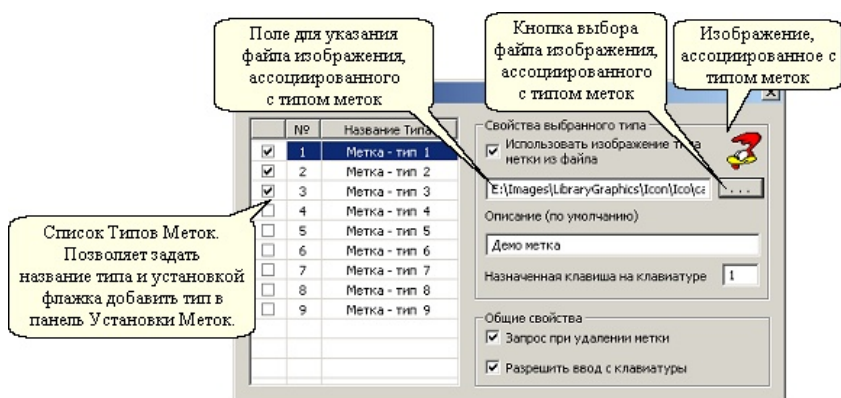 Поле для указания
файла изображения,
ассоциированного
с типом меток
Кнопка выбора
файла изображения,
ассоциированного
с типом меток
Изображение,
ассоциированное с
типом меток
№ Название Типа
1 Метка - тип 1
2 Метка - тип 2
3 Метка - тип 3
4 Метка - тип 4
5 Метка - тип 5
6 Метка - тип 6
7 Метка - тип 7
8 Метка - тип 8
9 Метка - тип 9
Список Типов Меток.
Позволяет задать
название типа и установкой
флажка добавить тип в
панель Установки Меток.
Свойства выбранного типа
Использовать изображение типа
метки из файла
E:\Images\LibraryGraphics\Icon\Ico\ca
...
Описание (по умолчанию)
Демо метка
Назначенная клавиша на клавиатуре 1
Общие свойства
Запрос при удалении метки
Разрешить ввод с клавиатуры